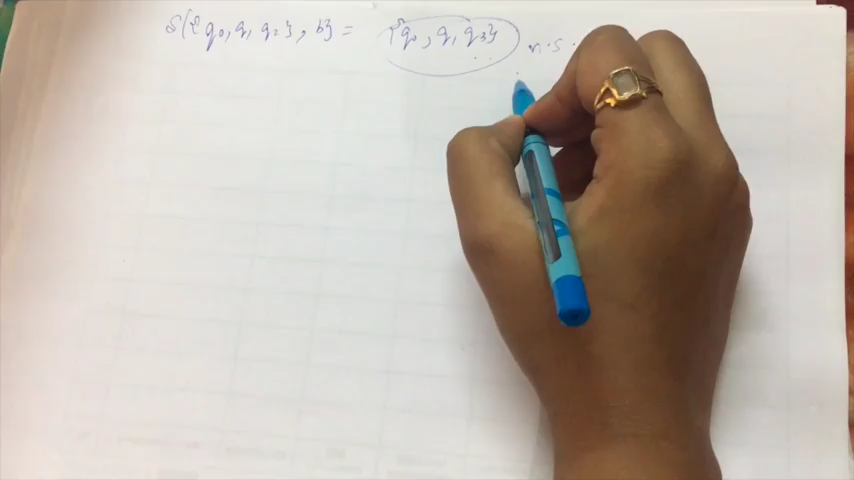 δ({q0, q1 q2}, b} = {q0, q1 q3} n.s.